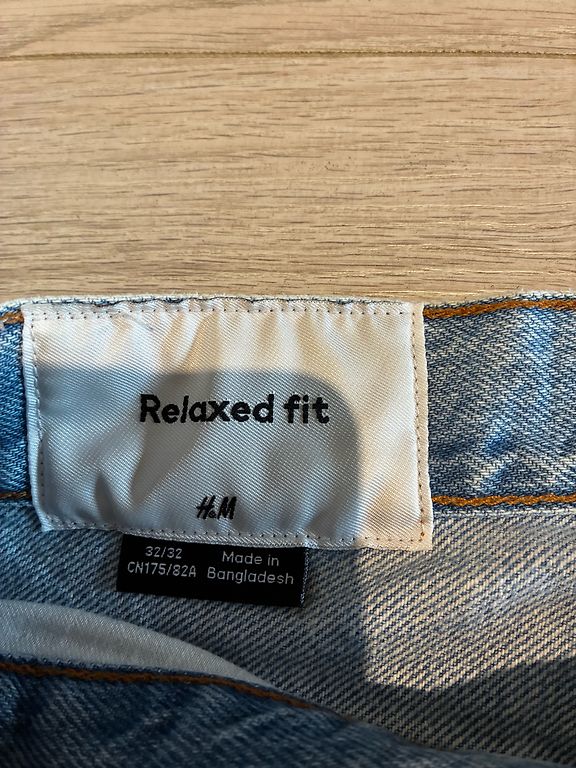 Relaxed fit
H&M
32/32
CN175/82A
Made in
Bangladesh